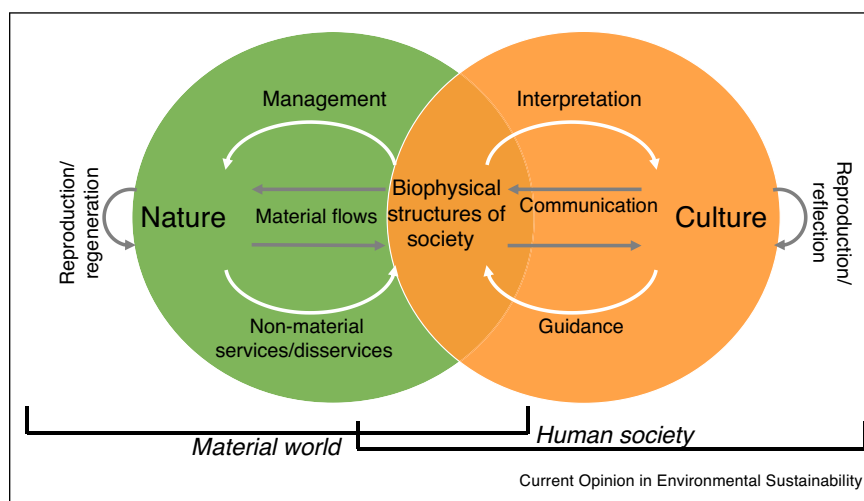 Management
Interpretation
Reproduction/
regeneration
Nature
Material flows
Biophysical
structures of
society
Communication
Culture
Reproduction/
reflection
Non-material
services/disservices
Guidance
Material world
Human society
Current Opinion in Environmental Sustainability